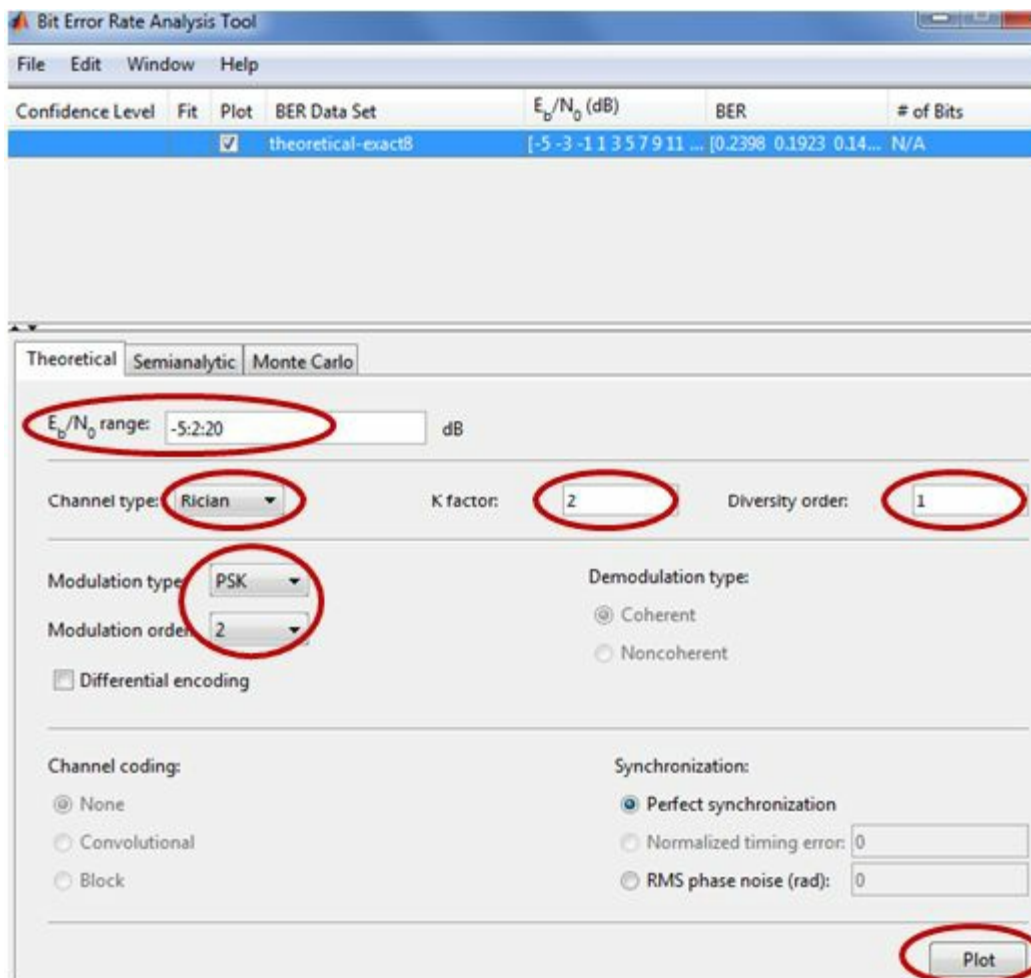 Bit Error Rate Analysis Tool
File Edit Window Help
Confidence Level Fit Plot BER Data Set E_b/N_0 (dB) BER # of Bits
theoretical-exact8 [-5 -3 -1 1 3 5 7 9 11 ... [0.2398 0.1923 0.14... N/A
Theoretical Semianalytic Monte Carlo
E_b/N_0 range: -5:2:20 dB
Channel type: Rician K factor: 2 Diversity order: 1
Modulation type PSK Demodulation type:
Coherent
Modulation order 2
Noncoherent
Differential encoding
Channel coding: Synchronization:
None Perfect synchronization
Convolutional Normalized timing error: 0
Block RMS phase noise (rad): 0
Plot